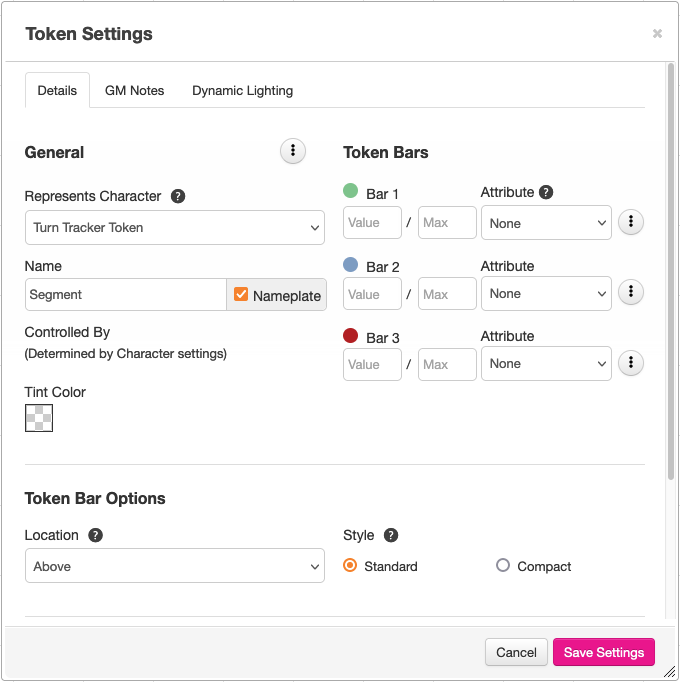 Token Settings
×
Details GM Notes Dynamic Lighting
General
Represents Character ?
Turn Tracker Token
Name
Segment Nameplate
Controlled By
(Determined by Character settings)
Tint Color
Token Bars
Bar 1 Attribute ?
Value / Max None
Bar 2 Attribute
Value / Max None
Bar 3 Attribute
Value / Max None
Token Bar Options
Location ?
Above
Style ?
Standard Compact
Cancel Save Settings